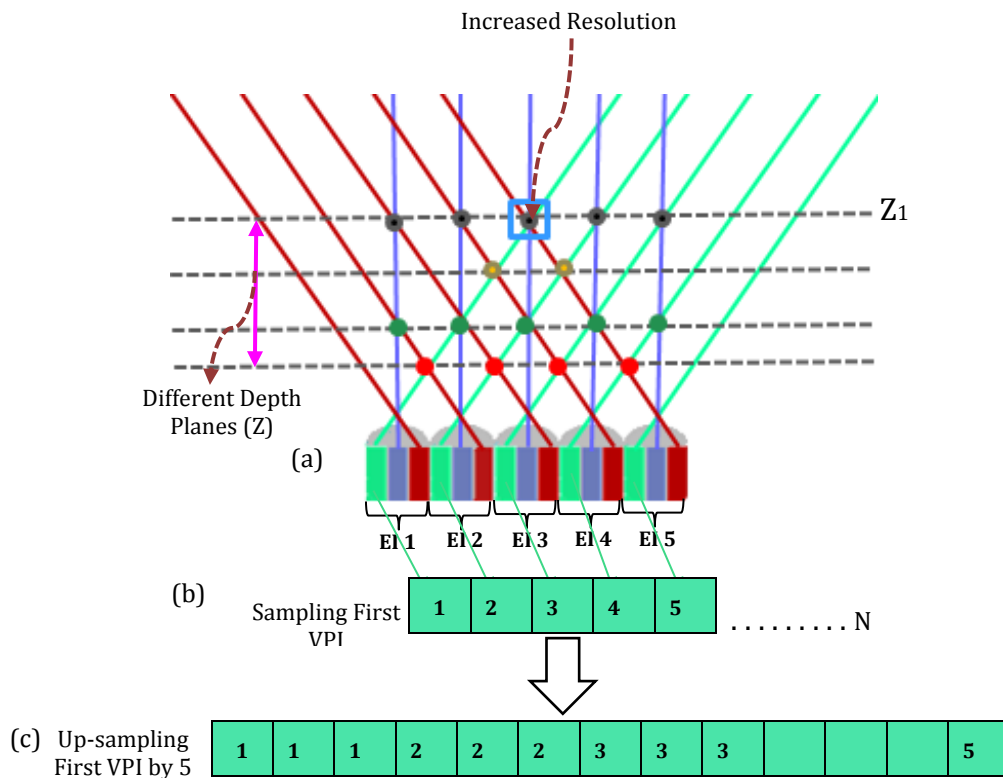 Increased Resolution
Z1
Different Depth
Planes (Z)
(a)
EI 1 EI 2 EI 3 EI 4 EI 5
(b)
Sampling First
VPI
1 2 3 4 5
. . . . . . . . . N
(c)
Up-sampling
First VPI by 5
1 1 1 2 2 2 3 3 3 5